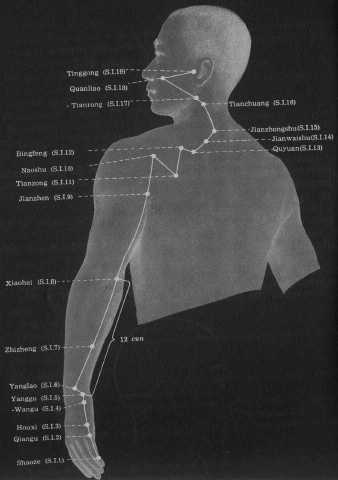 Tinggong (S.I.19)
Quanliao (S.I.18)
Tianrong (S.I.17)
Tianchuang (S.I.16)
Jianzhongshu (S.I.15)
Jianwaishu (S.I.14)
Quyuan (S.I.13)
Bingfeng (S.I.12)
Naoshu (S.I.10)
Tianzong (S.I.11)
Jianzhen (S.I.9)
Xiaohai (S.I.8)
12 cun
Zhizheng (S.I.7)
Yanglao (S.I.6)
Yanggu (S.I.5)
Wangu (S.I.4)
Houxi (S.I.3)
Qiangu (S.I.2)
Shaoze (S.I.1)